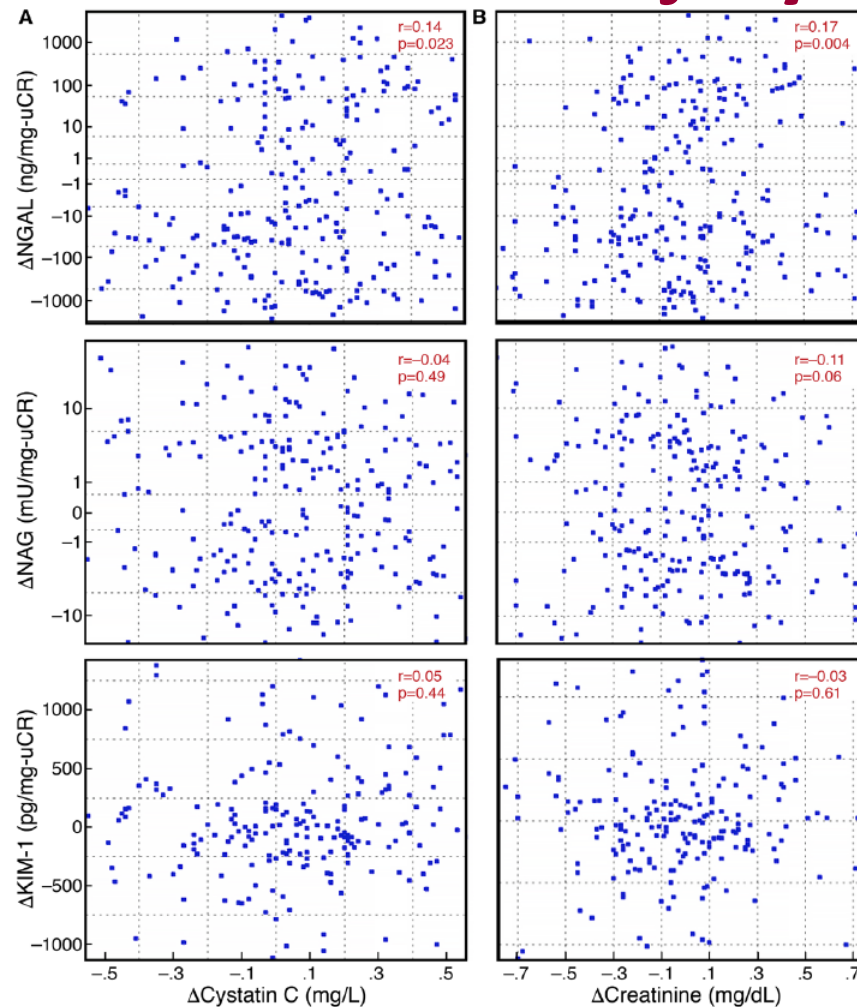 A
B
r=0.14
p=0.023
r=0.17
p=0.004
ΔNGAL (ng/mg-uCR)
1000
100
10
1
−1
−10
−100
−1000
r=−0.04
p=0.49
r=−0.11
p=0.06
ΔNAG (mU/mg-uCR)
10
1
0
−1
−10
r=0.05
p=0.44
r=−0.03
p=0.61
ΔKIM-1 (pg/mg-uCR)
1000
500
0
−500
−1000
−.5 −.3 −.1 .1 .3 .5
ΔCystatin C (mg/L)
−.7 −.5 −.3 −.1 .1 .3 .5 .7
ΔCreatinine (mg/dL)